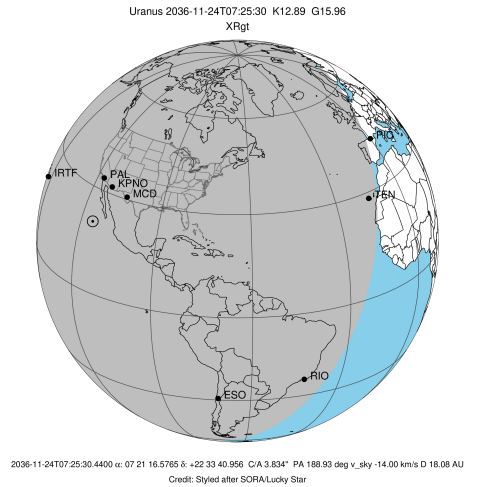 Uranus 2036-11-24T07:25:30 K12.89 G15.96
XRgt
PIC
IRTF
PAL
KPNO
MCD
TEN
RIO
ESO
2036-11-24T07:25:30.4400 α: 07 21 16.5765 δ: +22 33 40.956 C/A 3.834" PA 188.93 deg v_sky -14.00 km/s D 18.08 AU
Credit: Styled after SORA/Lucky Star